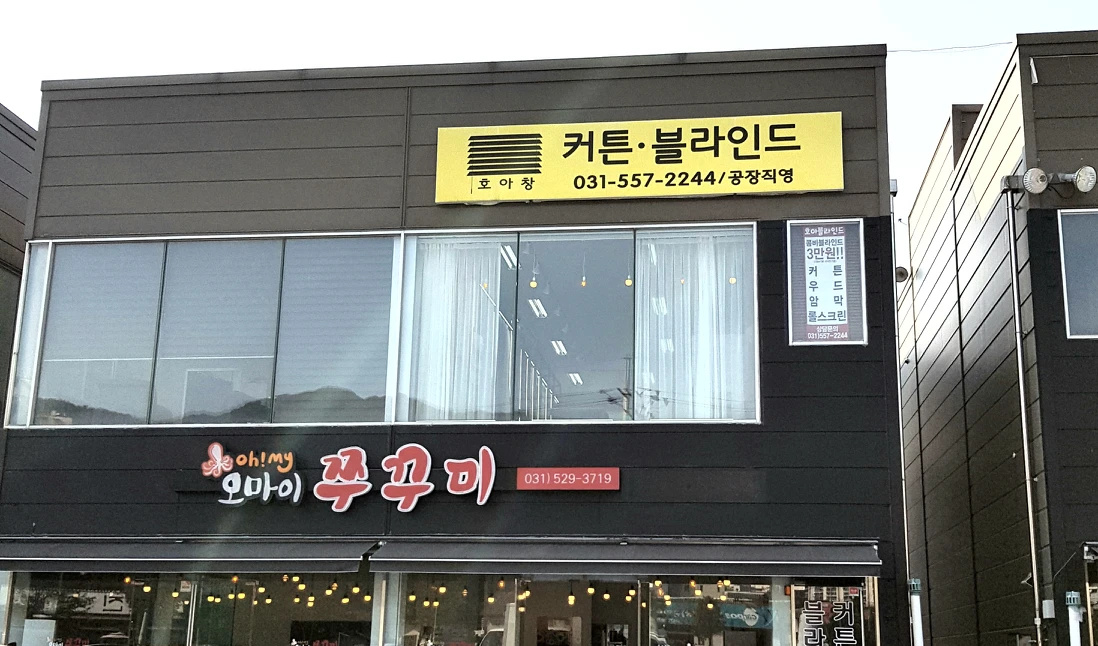 커튼·블라인드
호아창
031-557-2244/공장직영
호아블라인드
콤비블라인드
3만원!!
커튼
우드
암막
롤스크린
상담문의
031)557-2244
oh!my
오마이 쭈꾸미
031) 529-3719
커튼
블라